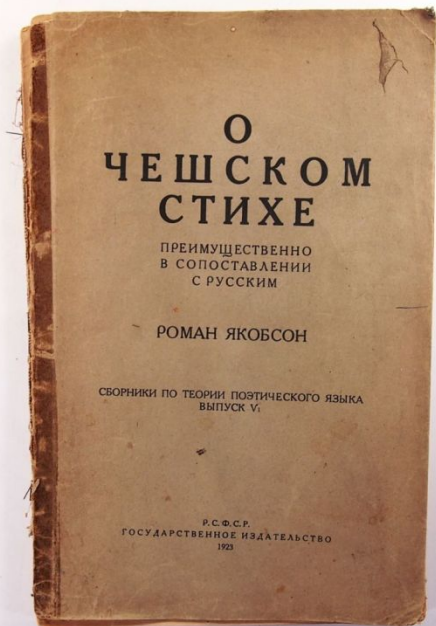 О
ЧЕШСКОМ
СТИХЕ
ПРЕИМУЩЕСТВЕННО
В СОПОСТАВЛЕНИИ
С РУССКИМ
РОМАН ЯКОБСОН
СБОРНИКИ ПО ТЕОРИИ ПОЭТИЧЕСКОГО ЯЗЫКА
ВЫПУСК V
Р.С.Ф.С.Р.
ГОСУДАРСТВЕННОЕ ИЗДАТЕЛЬСТВО
1923